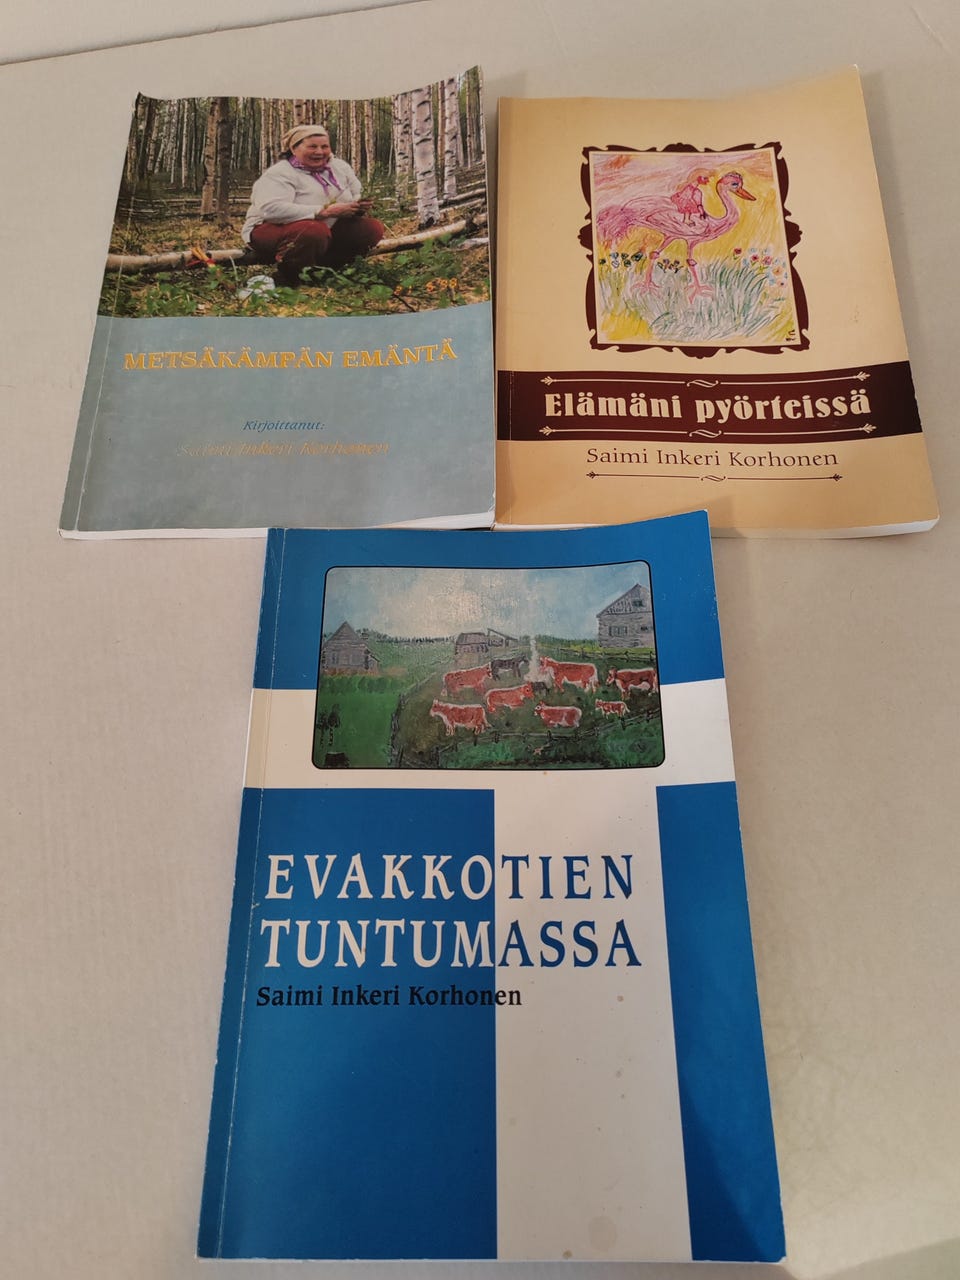 METSÄKÄMPÄN EMÄNTÄ
Kirjoittanut:
Saimi Inkeri Korhonen
Elämäni pyörteissä
Saimi Inkeri Korhonen
EVAKKOTIEN
TUNTUMASSA
Saimi Inkeri Korhonen